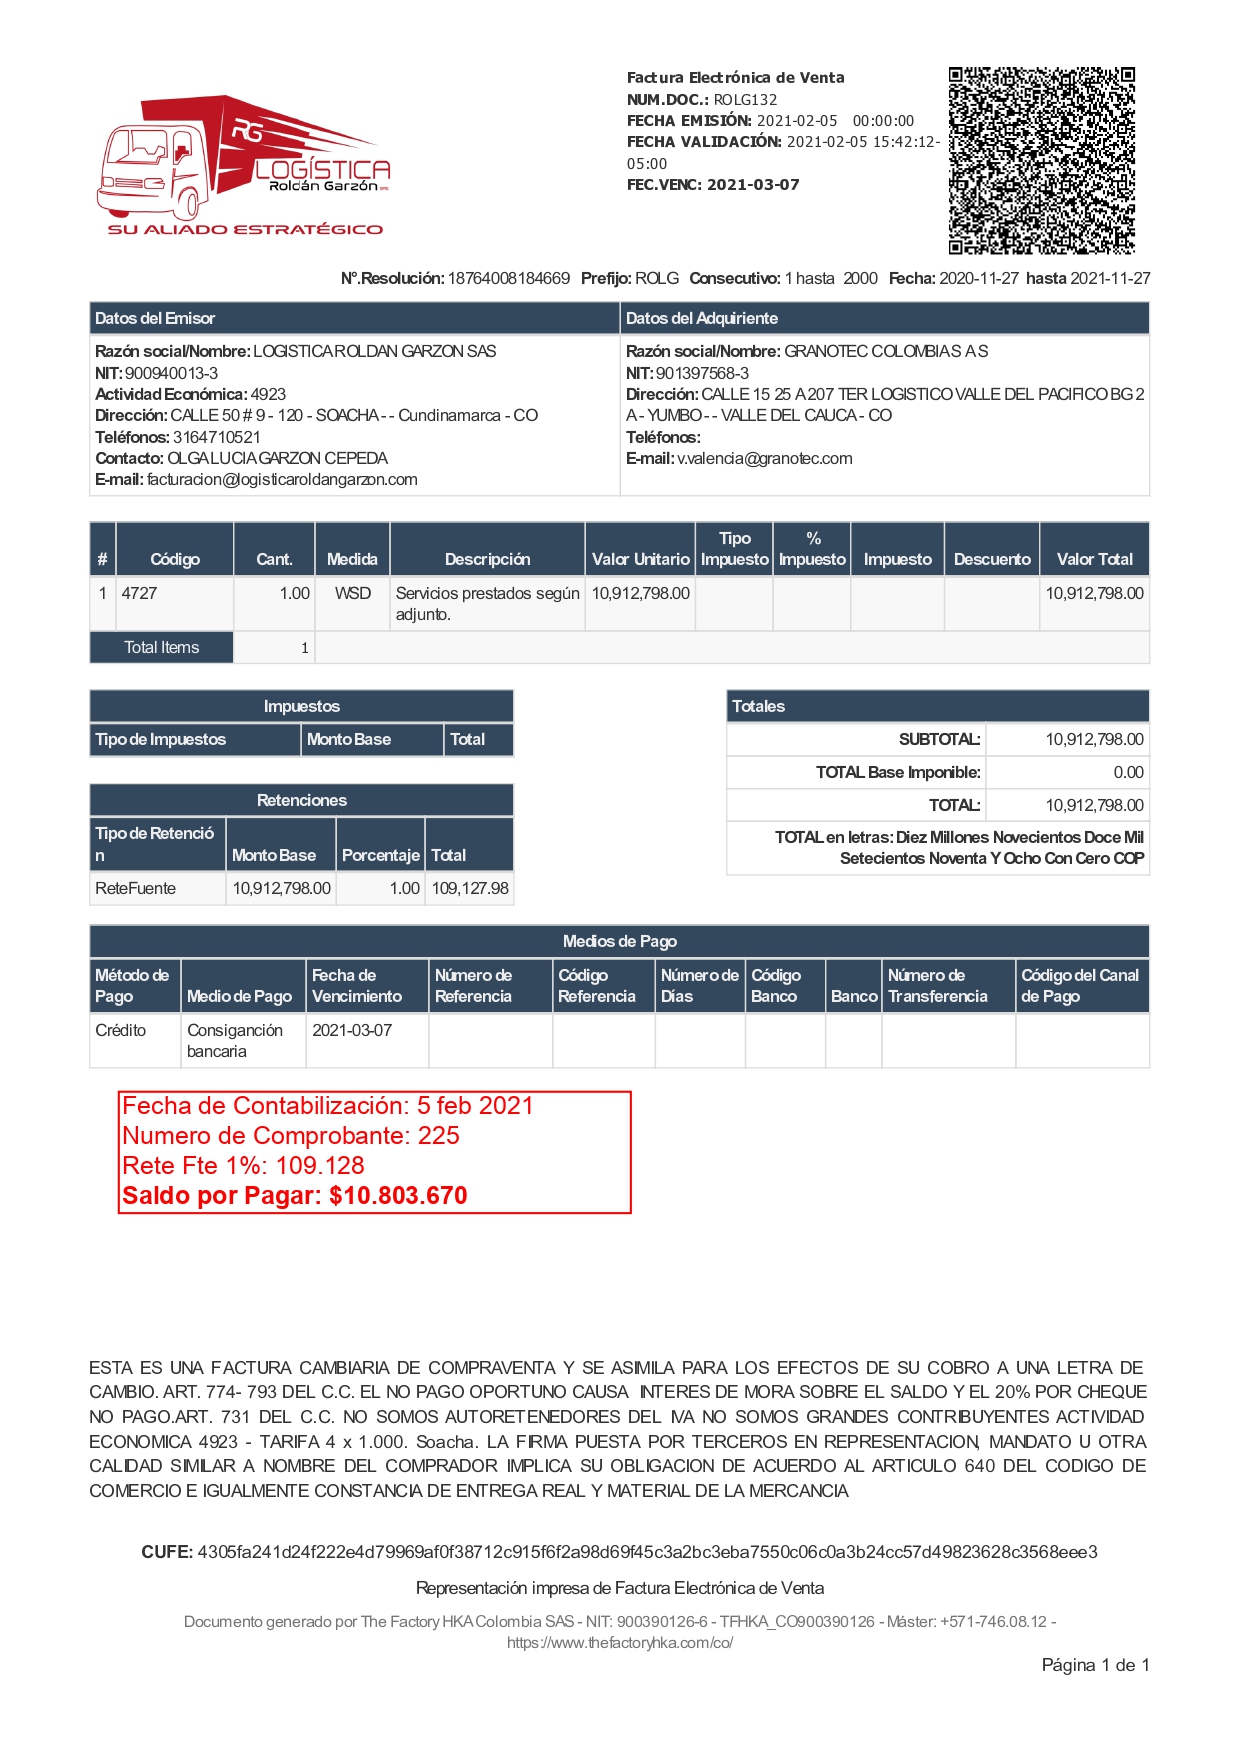 RG
LOGÍSTICA
Roldán Garzón SAS
SU ALIADO ESTRATÉGICO
Factura Electrónica de Venta
NUM.DOC.: ROLG132
FECHA EMISIÓN: 2021-02-05 00:00:00
FECHA VALIDACIÓN: 2021-02-05 15:42:12-
05:00
FEC.VENC: 2021-03-07
N°.Resolución: 18764008184669 Prefijo: ROLG Consecutivo: 1 hasta 2000 Fecha: 2020-11-27 hasta 2021-11-27
Datos del Emisor
Razón social/Nombre: LOGISTICA ROLDAN GARZON SAS
NIT: 900940013-3
Actividad Económica: 4923
Dirección: CALLE 50 # 9 - 120 - SOACHA - - Cundinamarca - CO
Teléfonos: 3164710521
Contacto: OLGA LUCIA GARZON CEPEDA
E-mail: facturacion@logisticaroldangarzon.com
Datos del Adquiriente
Razón social/Nombre: GRANOTEC COLOMBIA S A S
NIT: 901397568-3
Dirección: CALLE 15 25 A 207 TER LOGISTICO VALLE DEL PACIFICO BG 2
A - YUMBO - - VALLE DEL CAUCA - CO
Teléfonos:
E-mail: v.valencia@granotec.com
# Código Cant. Medida Descripción Valor Unitario Tipo Impuesto % Impuesto Impuesto Descuento Valor Total
1 4727 1.00 WSD Servicios prestados según 10,912,798.00 10,912,798.00
adjunto.
Total Items 1
Impuestos
Tipo de Impuestos Monto Base Total
Retenciones
Tipo de Retenció
n Monto Base Porcentaje Total
ReteFuente 10,912,798.00 1.00 109,127.98
Totales
SUBTOTAL: 10,912,798.00
TOTAL Base Imponible: 0.00
TOTAL: 10,912,798.00
TOTAL en letras: Diez Millones Novecientos Doce Mil
Setecientos Noventa Y Ocho Con Cero COP
Medios de Pago
Método de Pago Medio de Pago Fecha de Vencimiento Número de Referencia Código Referencia Número de Días Código Banco Banco Número de Transferencia Código del Canal de Pago
Crédito Consigánción 2021-03-07
bancaria
Fecha de Contabilización: 5 feb 2021
Numero de Comprobante: 225
Rete Fte 1%: 109.128
Saldo por Pagar: $10.803.670
ESTA ES UNA FACTURA CAMBIARIA DE COMPRAVENTA Y SE ASIMILA PARA LOS EFECTOS DE SU COBRO A UNA LETRA DE
CAMBIO. ART. 774- 793 DEL C.C. EL NO PAGO OPORTUNO CAUSA INTERES DE MORA SOBRE EL SALDO Y EL 20% POR CHEQUE
NO PAGO.ART. 731 DEL C.C. NO SOMOS AUTORETENEDORES DEL IVA NO SOMOS GRANDES CONTRIBUYENTES ACTIVIDAD
ECONOMICA 4923 - TARIFA 4 x 1.000. Soacha. LA FIRMA PUESTA POR TERCEROS EN REPRESENTACION, MANDATO U OTRA
CALIDAD SIMILAR A NOMBRE DEL COMPRADOR IMPLICA SU OBLIGACION DE ACUERDO AL ARTICULO 640 DEL CODIGO DE
COMERCIO E IGUALMENTE CONSTANCIA DE ENTREGA REAL Y MATERIAL DE LA MERCANCIA
CUFE: 4305fa241d24f222e4d79969af0f38712c915f6f2a98d69f45c3a2bc3eba7550c06c0a3b24cc57d49823628c3568eee3
Representación impresa de Factura Electrónica de Venta
Documento generado por The Factory HKA Colombia SAS - NIT: 900390126-6 - TFHKA_CO900390126 - Máster: +571-746.08.12 -
https://www.thefactoryhka.com/co/
Página 1 de 1